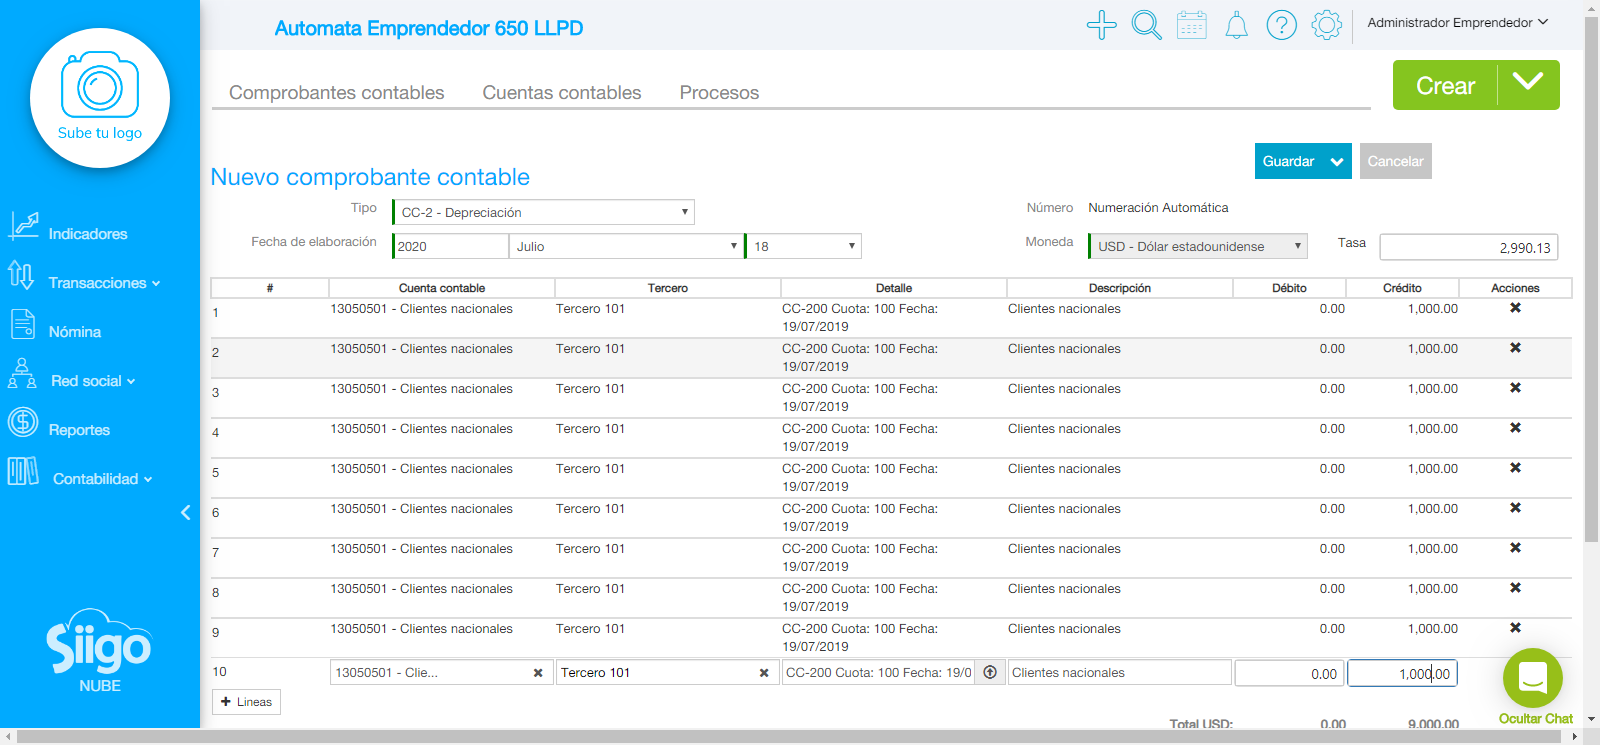 Automata Emprendedor 650 LLPD
Administrador Emprendedor
Sube tu logo
Comprobantes contables Cuentas contables Procesos
Crear
Guardar Cancelar
Nuevo comprobante contable
Tipo CC-2 - Depreciación Número Numeración Automática
Fecha de elaboración 2020 Julio 18 Moneda USD - Dólar estadounidense Tasa 2,990.13
Indicadores
Transacciones
Nómina
Red social
Reportes
Contabilidad
Siigo
NUBE
# Cuenta contable Tercero Detalle Descripción Débito Crédito Acciones
1 13050501 - Clientes nacionales Tercero 101 CC-200 Cuota: 100 Fecha: Clientes nacionales 0.00 1,000.00
19/07/2019
2 13050501 - Clientes nacionales Tercero 101 CC-200 Cuota: 100 Fecha: Clientes nacionales 0.00 1,000.00
19/07/2019
3 13050501 - Clientes nacionales Tercero 101 CC-200 Cuota: 100 Fecha: Clientes nacionales 0.00 1,000.00
19/07/2019
4 13050501 - Clientes nacionales Tercero 101 CC-200 Cuota: 100 Fecha: Clientes nacionales 0.00 1,000.00
19/07/2019
5 13050501 - Clientes nacionales Tercero 101 CC-200 Cuota: 100 Fecha: Clientes nacionales 0.00 1,000.00
19/07/2019
6 13050501 - Clientes nacionales Tercero 101 CC-200 Cuota: 100 Fecha: Clientes nacionales 0.00 1,000.00
19/07/2019
7 13050501 - Clientes nacionales Tercero 101 CC-200 Cuota: 100 Fecha: Clientes nacionales 0.00 1,000.00
19/07/2019
8 13050501 - Clientes nacionales Tercero 101 CC-200 Cuota: 100 Fecha: Clientes nacionales 0.00 1,000.00
19/07/2019
9 13050501 - Clientes nacionales Tercero 101 CC-200 Cuota: 100 Fecha: Clientes nacionales 0.00 1,000.00
19/07/2019
10 13050501 - Clie... Tercero 101 CC-200 Cuota: 100 Fecha: 19/0 Clientes nacionales 0.00 1,000.00
+ Lineas
Total USD: 0.00 9,000.00
Ocultar Chat